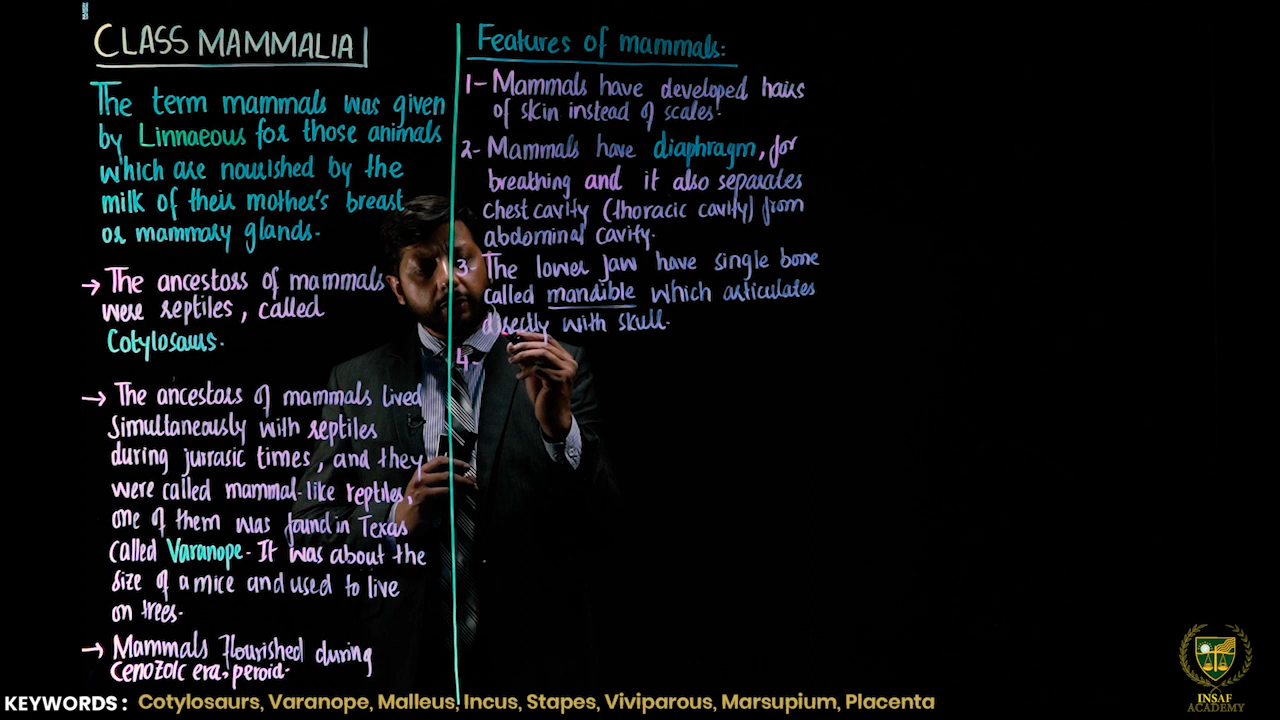 CLASS MAMMALIA
The term mammals was given
by Linnaeous for those animals
which are nourished by the
milk of their mother's breast
or mammary glands.
→ The ancestors of mammals
were reptiles, called
Cotylosaurs.
→ The ancestors of mammals lived
simultaneously with reptiles
during jurrasic times, and they
were called mammal-like reptiles,
one of them was found in Texas
called Varanope. It was about the
size of a mice and used to live
on trees.
→ Mammals flourished during
Cenozoic era, peroid.
Features of mammals:
1- Mammals have developed hairs
of skin instead of scales.
2- Mammals have diaphragm, for
breathing and it also separates
chest cavity (thoracic cavity) from
abdominal cavity.
3- The lower jaw have single bone
called mandible which articulates
directly with skull.
4-
KEYWORDS: Cotylosaurs, Varanope, Malleus, Incus, Stapes, Viviparous, Marsupium, Placenta
INSAF
ACADEMY